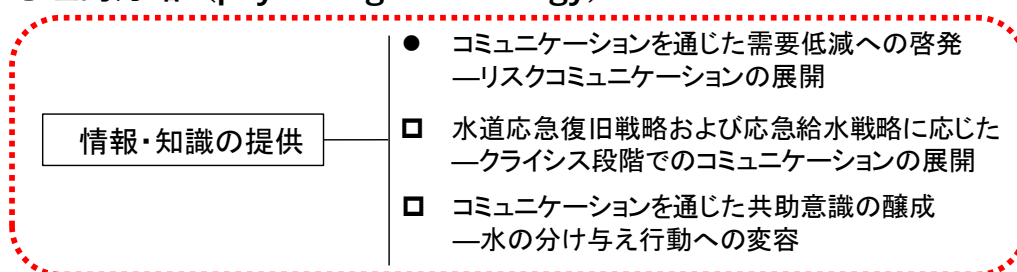 情報・知識の提供
● コミュニケーションを通じた需要低減への啓発
―リスクコミュニケーションの展開
水道応急復旧戦略および応急給水戦略に応じた
―クライシス段階でのコミュニケーションの展開
コミュニケーションを通じた共助意識の醸成
―水の分け与え行動への変容